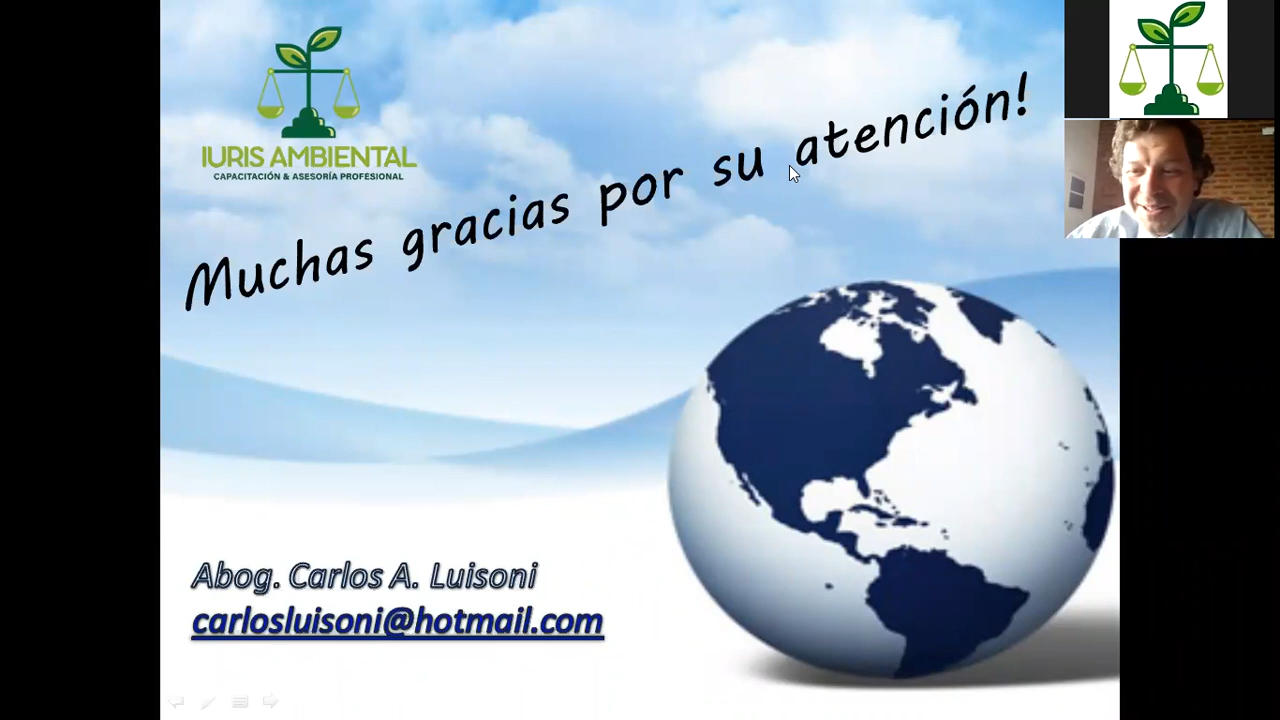 IURIS AMBIENTAL
CAPACITACIÓN & ASESORÍA PROFESIONAL
Muchas gracias por su atención!
Abog. Carlos A. Luisoni
carlosluisoni@hotmail.com